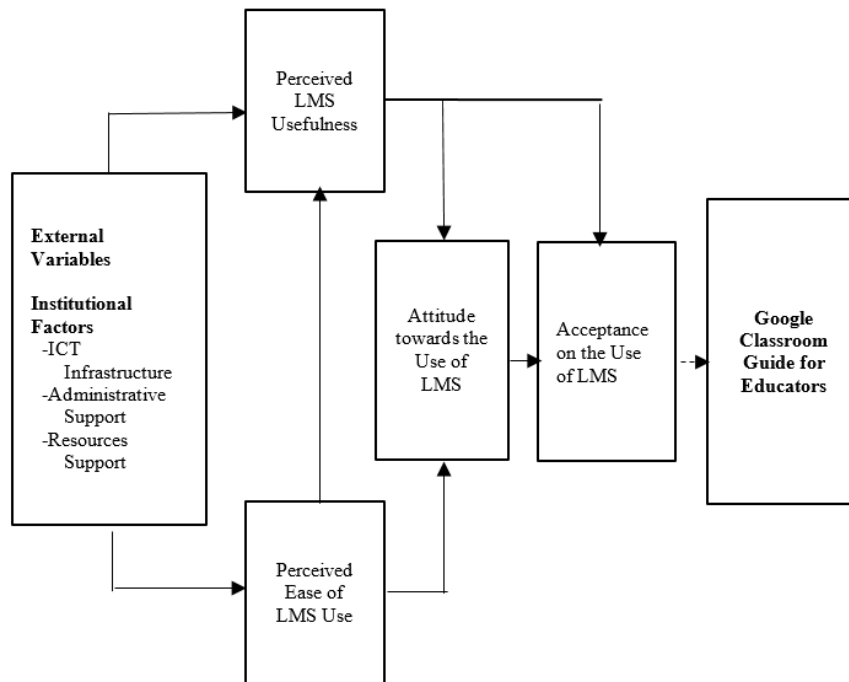 Perceived
LMS
Usefulness
External
Variables
Institutional
Factors
-ICT
Infrastructure
-Administrative
Support
-Resources
Support
Attitude
towards the
Use of
LMS
Acceptance
on the Use
of LMS
Google
Classroom
Guide for
Educators
Perceived
Ease of
LMS Use